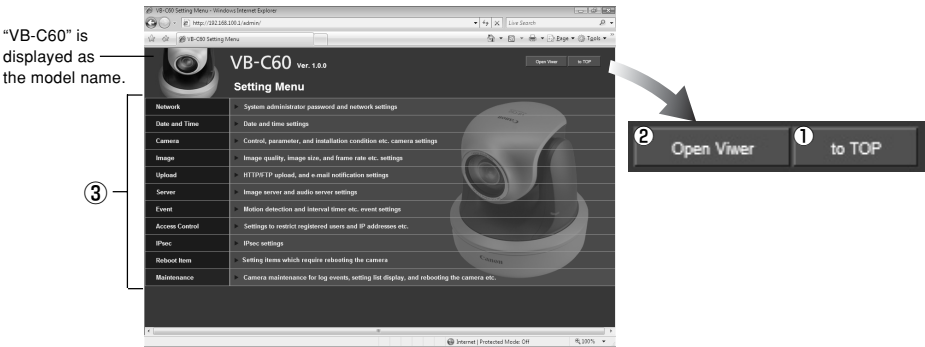 “VB-C60” is
displayed as
the model name.
VB-C60 Setting Menu - Windows Internet Explorer
http://192.168.100.1/admin/
Live Search
VB-C60 Setting Menu
Page
Tools
VB-C60 Ver. 1.0.0
Open Viwer
to TOP
Setting Menu
Network
System administrator password and network settings
Date and Time
Date and time settings
Camera
Control, parameter, and installation condition etc. camera settings
Image
Image quality, image size, and frame rate etc. settings
Upload
HTTP/FTP upload, and e-mail notification settings
Server
Image server and audio server settings
Event
Motion detection and interval timer etc. event settings
Access Control
Settings to restrict registered users and IP addresses etc.
IPsec
IPsec settings
Reboot Item
Setting items which require rebooting the camera
Maintenance
Camera maintenance for log events, setting list display, and rebooting the camera etc.
Canon
Internet | Protected Mode: Off
100%
③
② Open Viwer
① to TOP